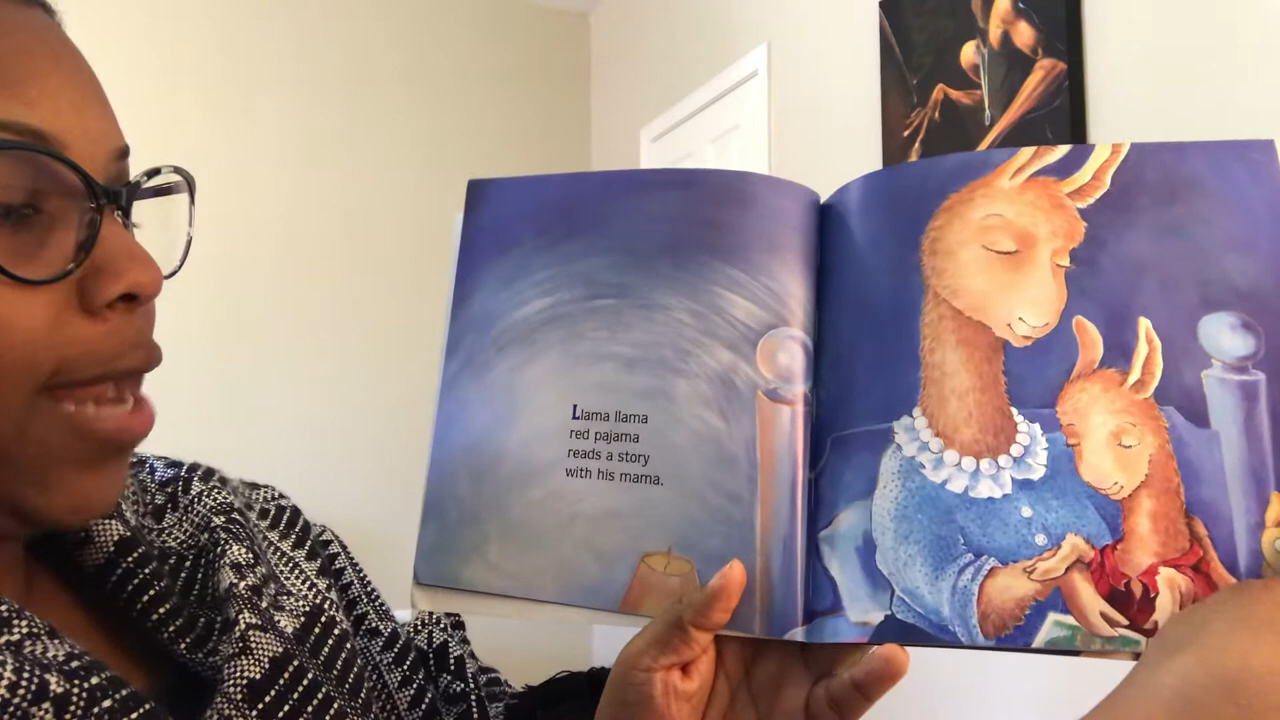 Llama llama
red pajama
reads a story
with his mama.